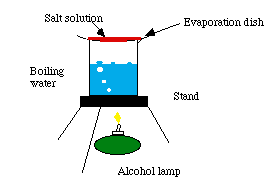 Salt solution
Evaporation dish
Boiling
water
Stand
Alcohol lamp